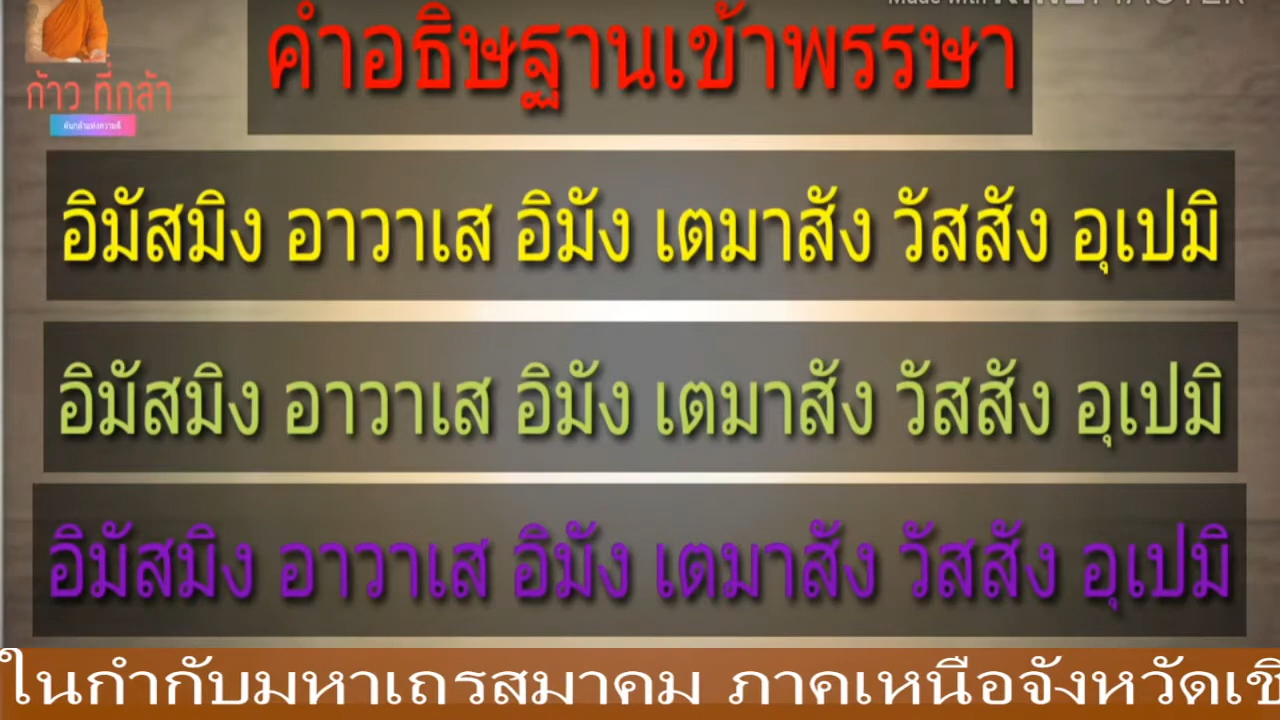 Made with KINEMASTER
คำอธิษฐานเข้าพรรษา
ก้าว ที่กล้า
อิมัสมิง อาวาเส อิมัง เตมาสัง วัสสัง อุเปมิ
อิมัสมิง อาวาเส อิมัง เตมาสัง วัสสัง อุเปมิ
อิมัสมิง อาวาเส อิมัง เตมาสัง วัสสัง อุเปมิ
ในกำกับมหาเถรสมาคม ภาคเหนือจังหวัดเชิ